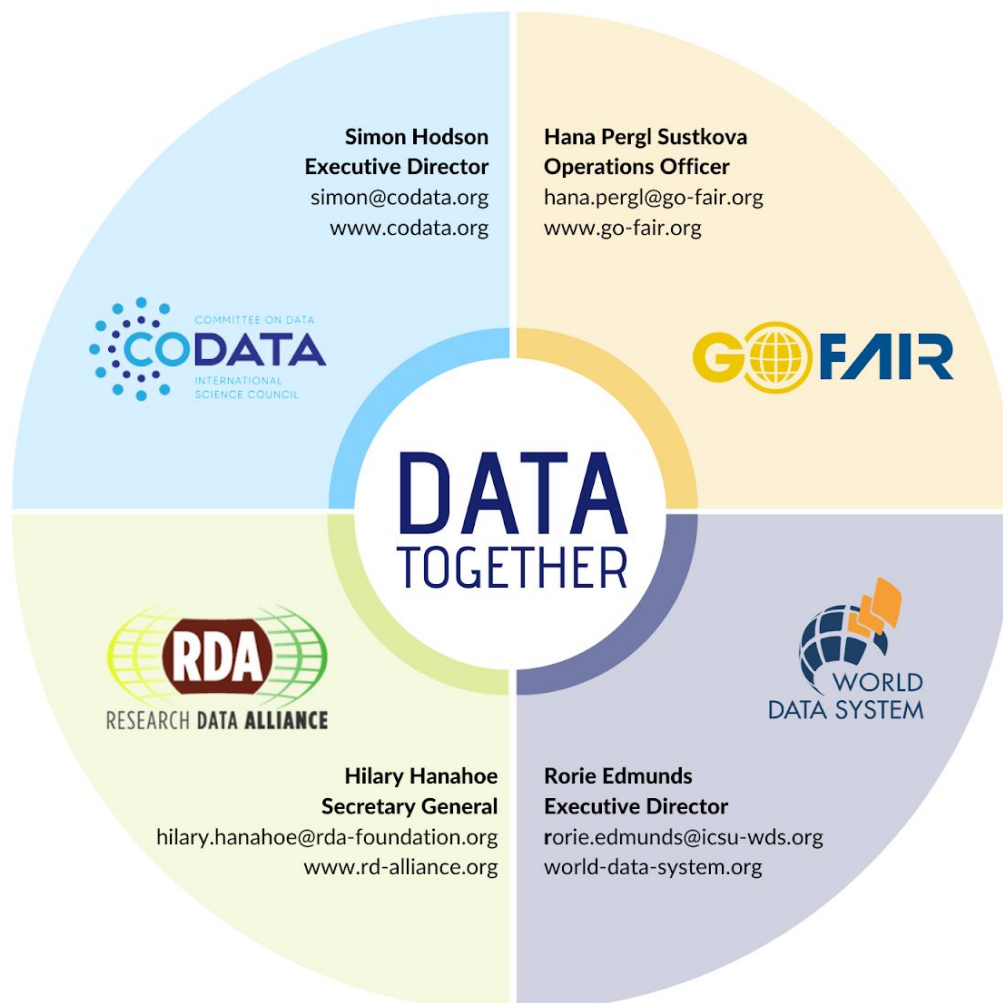 Simon Hodson
Executive Director
simon@codata.org
www.codata.org
COMMITTEE ON DATA
CODATA
INTERNATIONAL
SCIENCE COUNCIL
Hana Pergl Sustkova
Operations Officer
hana.pergl@go-fair.org
www.go-fair.org
GO FAIR
DATA
TOGETHER
RDA
RESEARCH DATA ALLIANCE
Hilary Hanahoe
Secretary General
hilary.hanahoe@rda-foundation.org
www.rd-alliance.org
WORLD
DATA SYSTEM
Rorie Edmunds
Executive Director
rorie.edmunds@icsu-wds.org
world-data-system.org